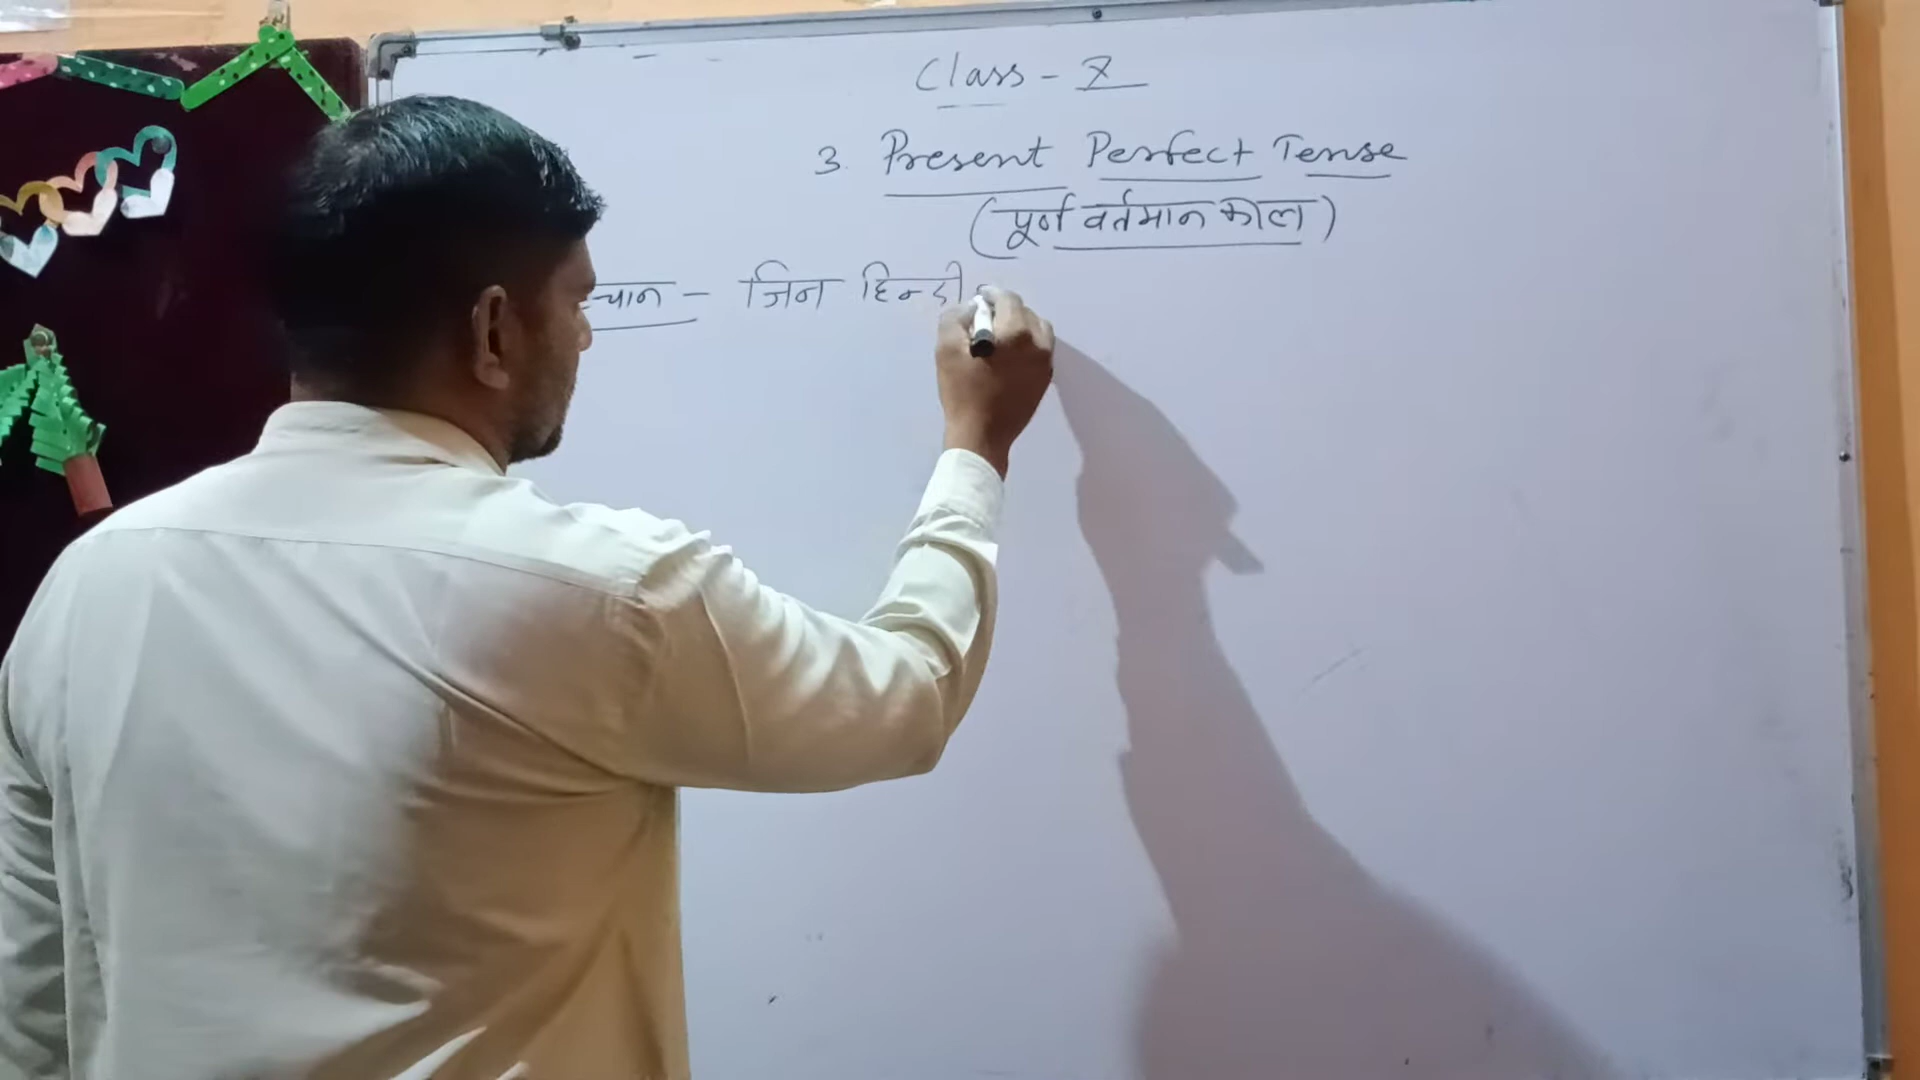 Class - X
3. Present Perfect Tense
(पूर्ण वर्तमान काल)
चान - जिन हिन्दी